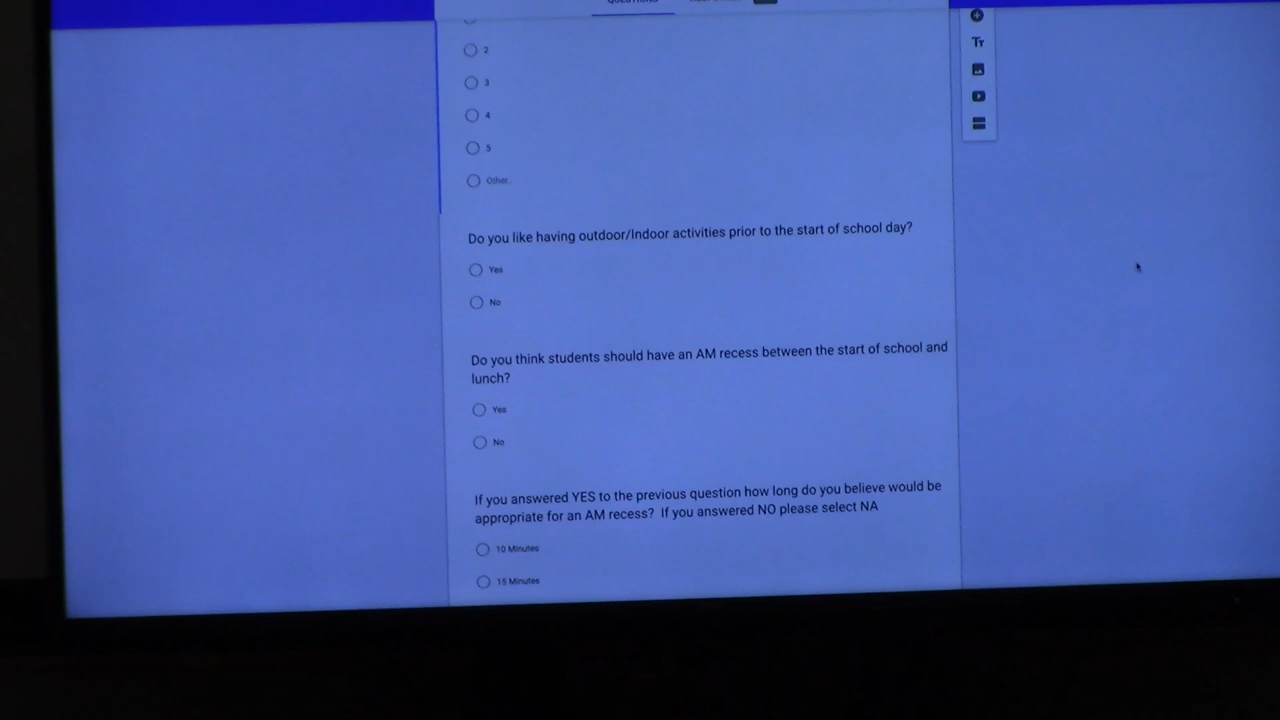 2
3
4
5
Other..
Do you like having outdoor/Indoor activities prior to the start of school day?
Yes
No
Do you think students should have an AM recess between the start of school and
lunch?
Yes
No
If you answered YES to the previous question how long do you believe would be
appropriate for an AM recess?  If you answered NO please select NA
10 Minutes
15 Minutes